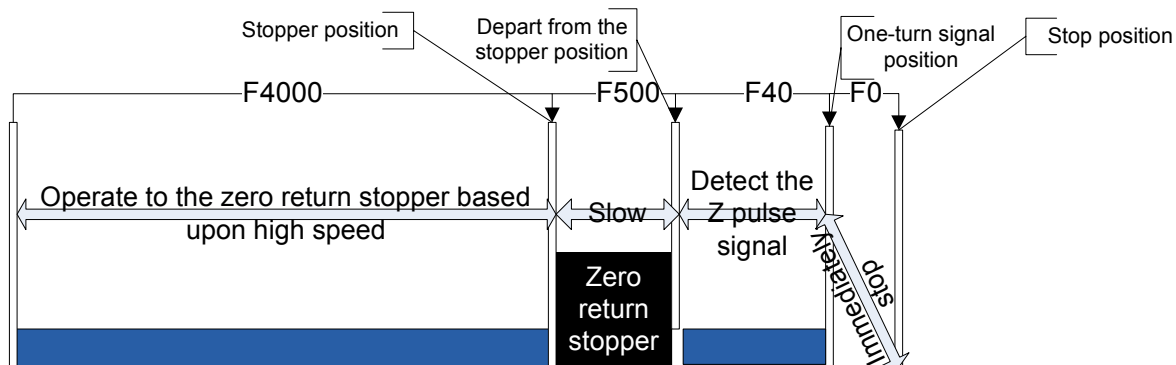 Stopper position
Depart from the
stopper position
One-turn signal
position
Stop position
F4000
F500
F40
F0
Operate to the zero return stopper based
upon high speed
Slow
Detect the
Z pulse
signal
Immediately
stop
Zero
return
stopper